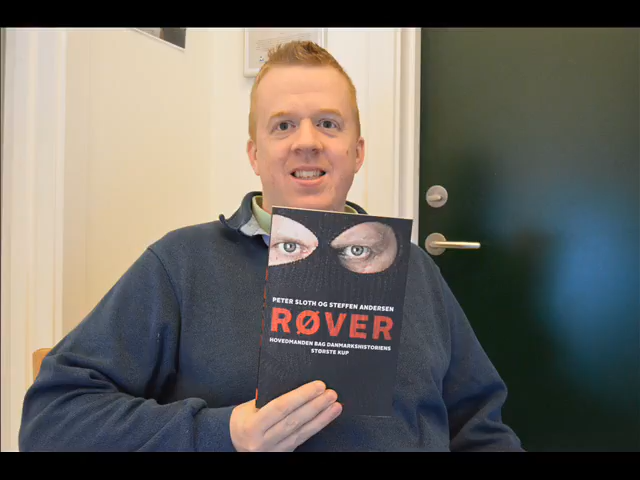 PETER SLOTH OG STEFFEN ANDERSEN
RØVER
HOVEDMANDEN BAG DANMARKSHISTORIENS
STØRSTE KUP